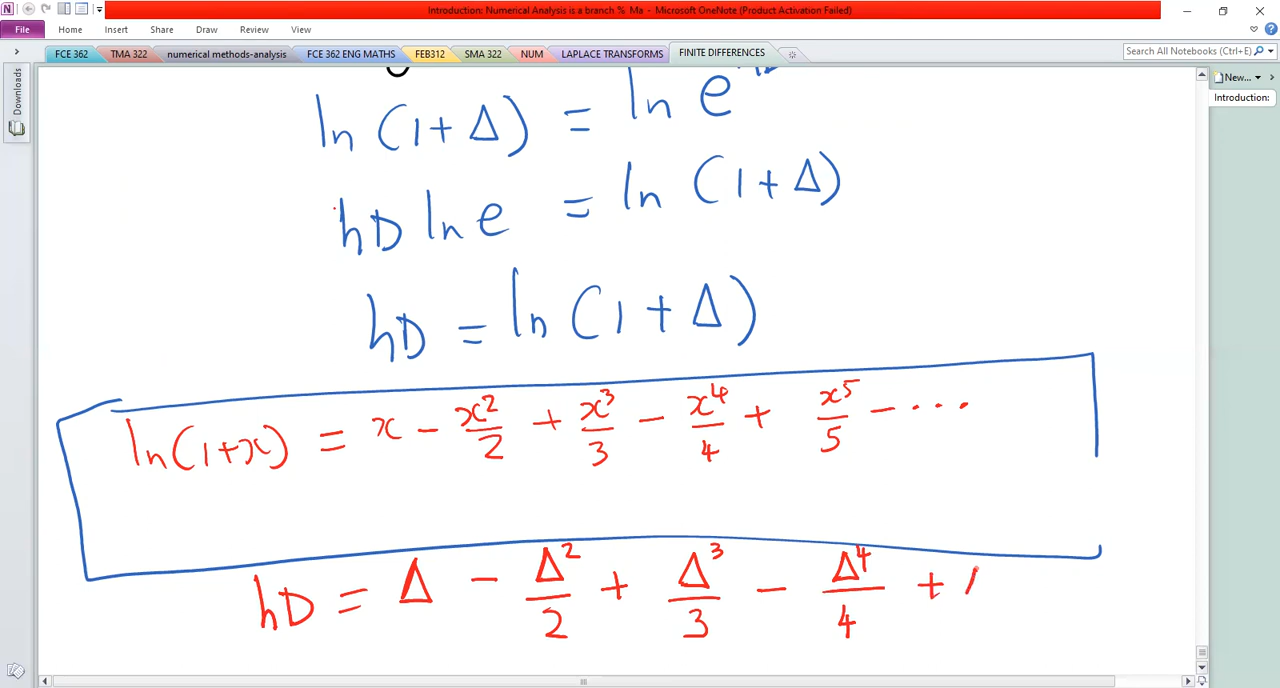 Introduction: Numerical Analysis is a branch % Ma - Microsoft OneNote (Product Activation Failed)
File Home Insert Share Draw Review View
FCE 362 TMA 322 numerical methods-analysis FCE 362 ENG MATHS FEB312 SMA 322 NUM LAPLACE TRANSFORMS FINITE DIFFERENCES
Search All Notebooks (Ctrl+E)
New...
Introduction:
Downloads
ln (1 + Δ) = ln e
hD ln e = ln (1 + Δ)
hD = ln (1 + Δ)
ln(1+x) = x - x²/2 + x³/3 - x⁴/4 + x⁵/5 - ...
hD = Δ - Δ²/2 + Δ³/3 - Δ⁴/4 +